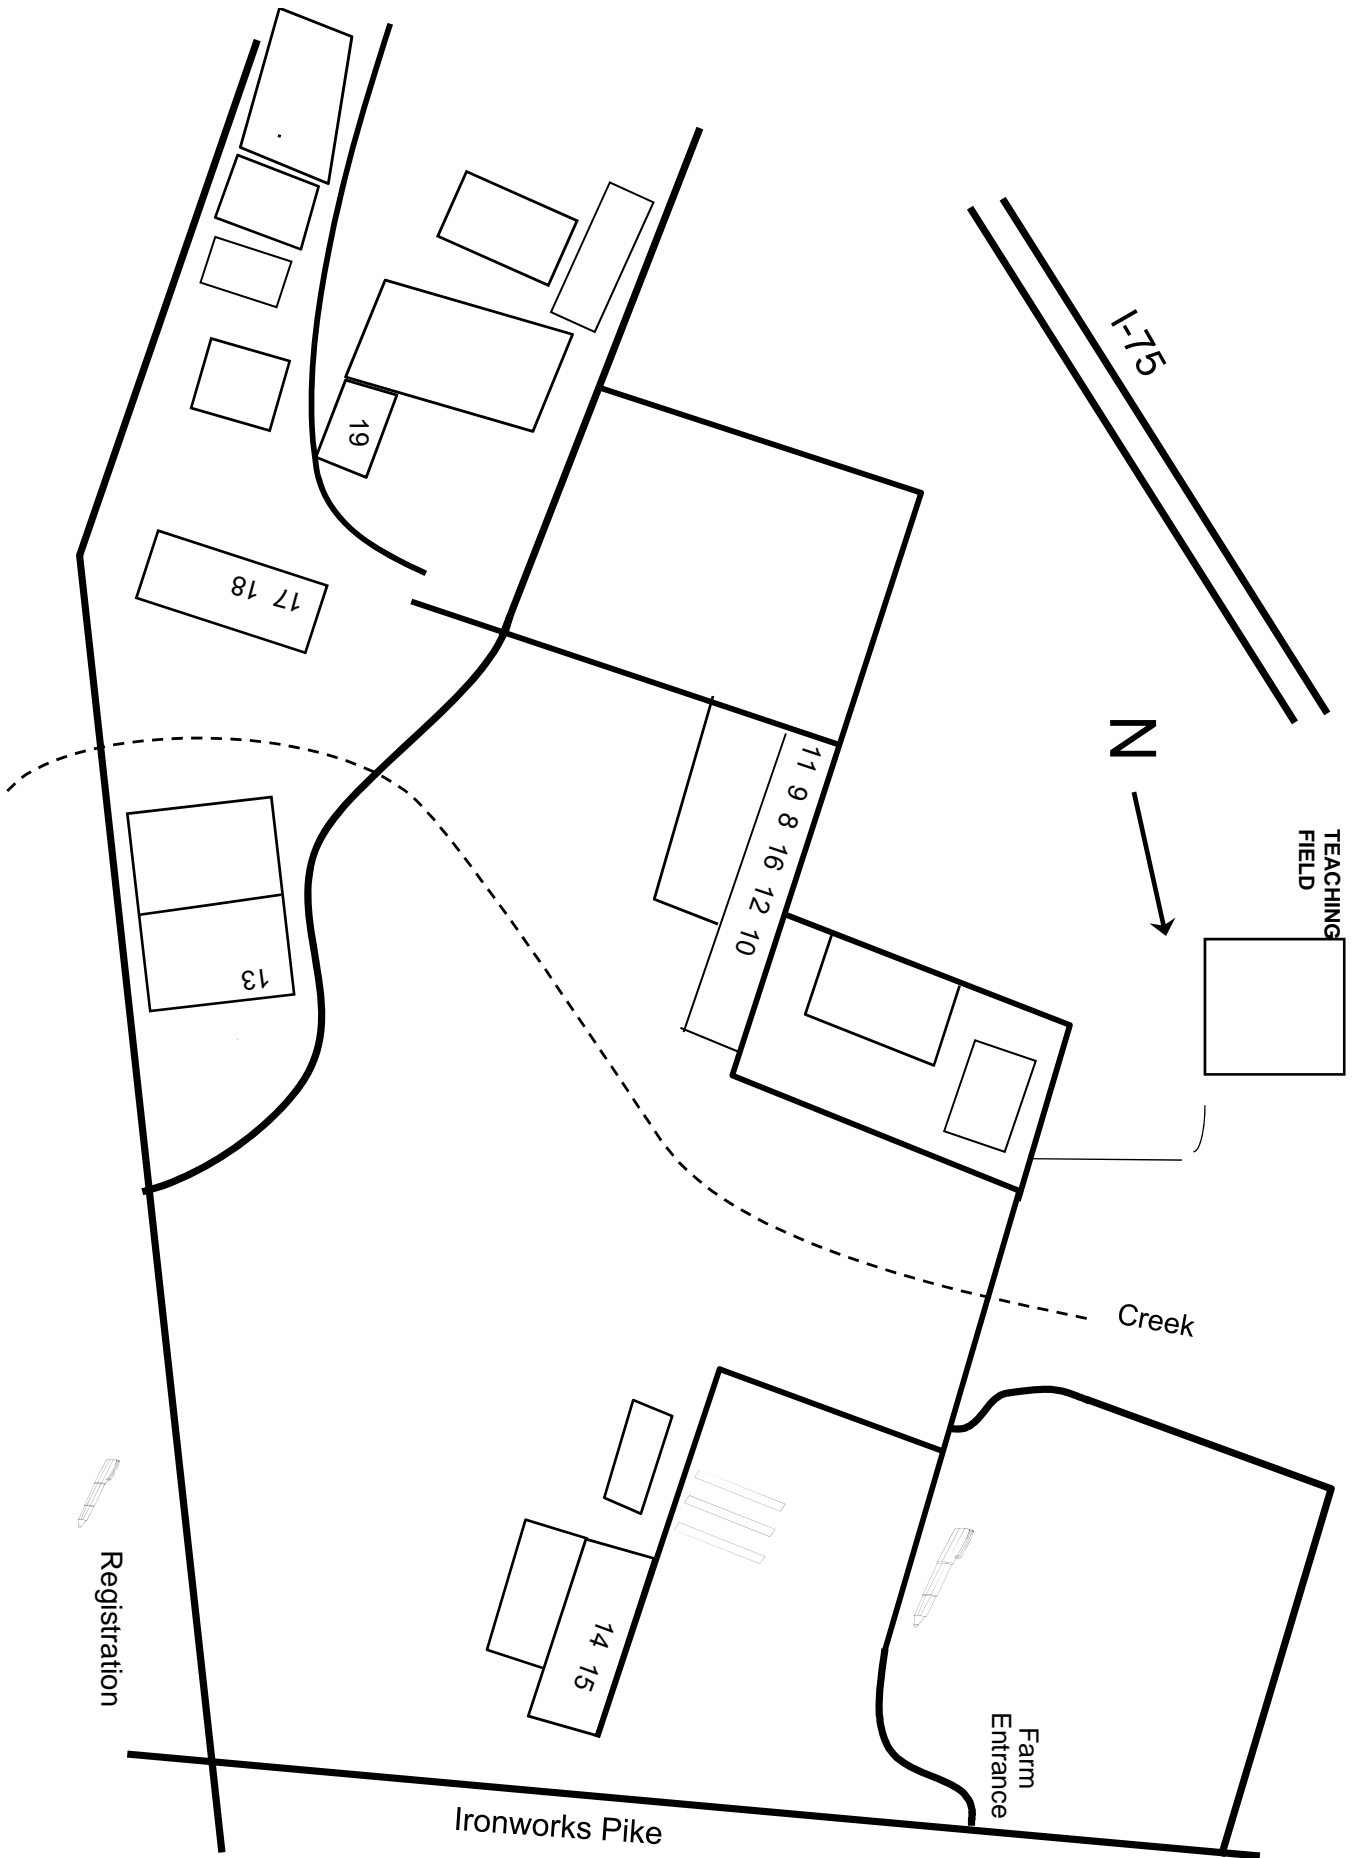 I-75
19
17 18
N
11 9 8 16 12 10
TEACHING
FIELD
13
Creek
Registration
14 15
Farm
Entrance
Ironworks Pike